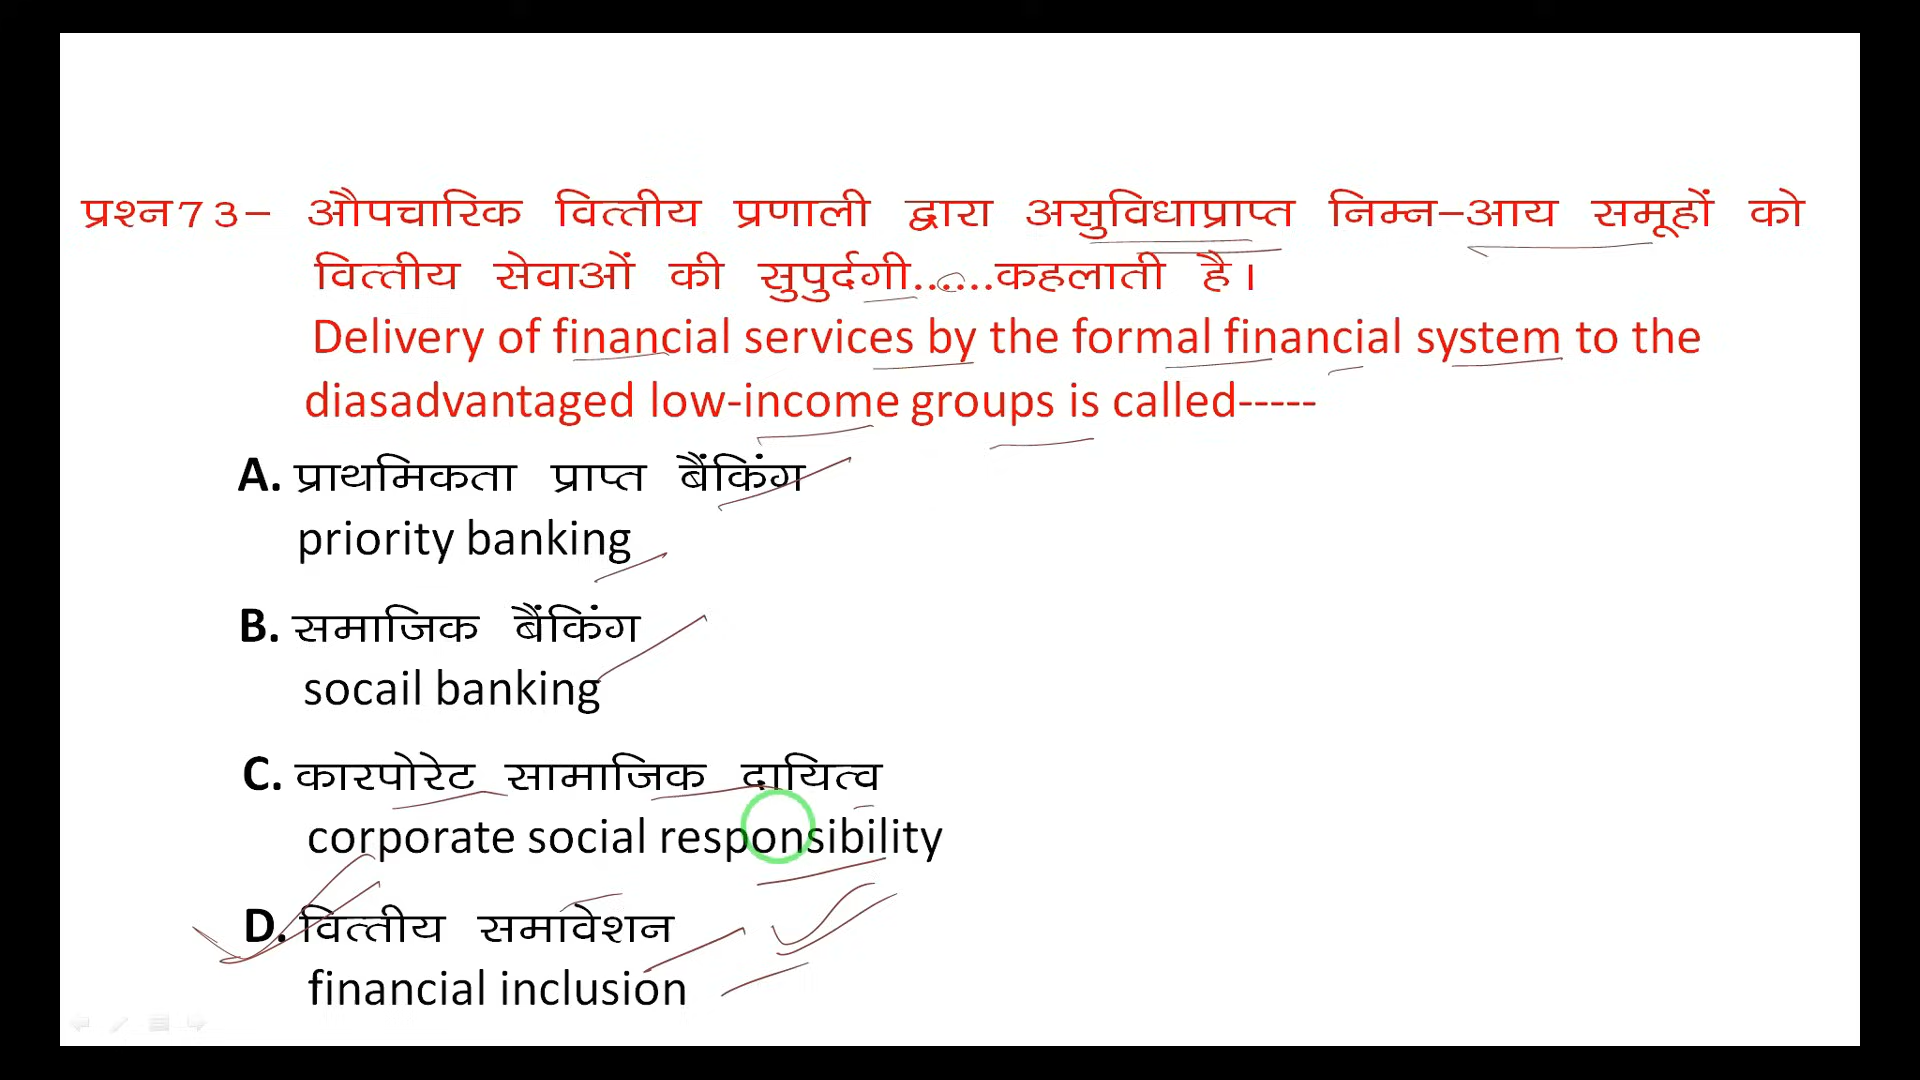 प्रश्न73– औपचारिक वित्तीय प्रणाली द्वारा असुविधाप्राप्त निम्न–आय समूहों को
वित्तीय सेवाओं की सुपुर्दगी......कहलाती है।
Delivery of financial services by the formal financial system to the
diasadvantaged low-income groups is called-----
A. प्राथमिकता प्राप्त बैंकिंग
priority banking
B. समाजिक बैंकिंग
socail banking
C. कारपोरेट सामाजिक दायित्व
corporate social responsibility
D. वित्तीय समावेशन
financial inclusion